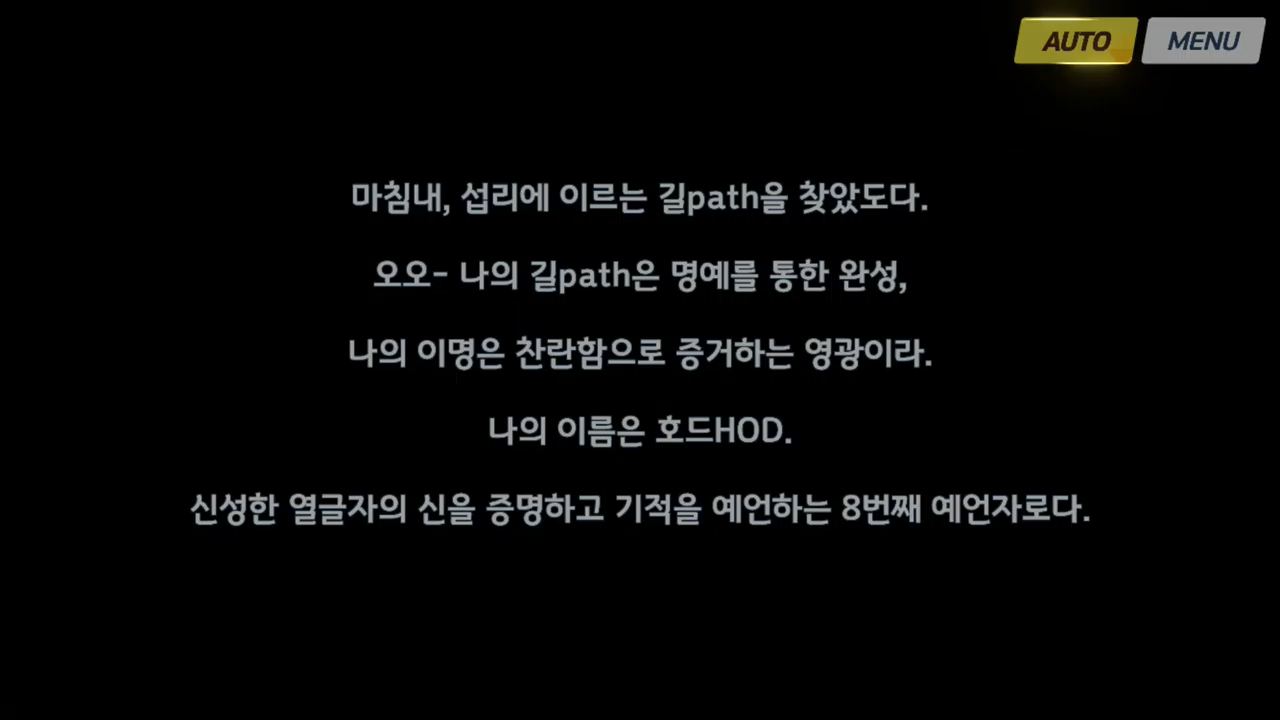 AUTO MENU
마침내, 섭리에 이르는 길path을 찾았도다.
오오- 나의 길path은 명예를 통한 완성,
나의 이명은 찬란함으로 증거하는 영광이라.
나의 이름은 호드HOD.
신성한 열글자의 신을 증명하고 기적을 예언하는 8번째 예언자로다.